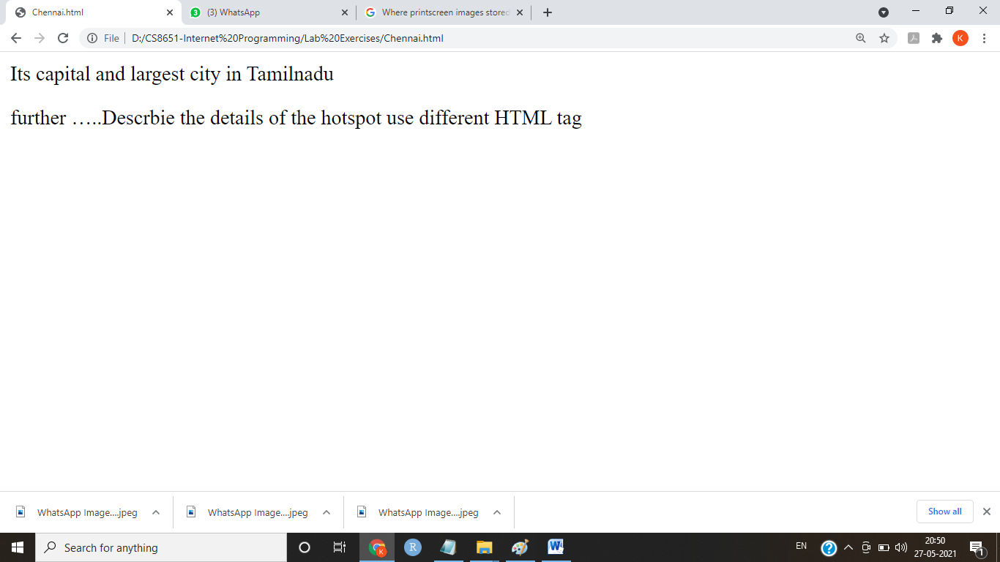 Chennai.html
3
(3) WhatsApp
Where printscreen images stored
File
D:/CS8651-Internet%20Programming/Lab%20Exercises/Chennai.html
K
Its capital and largest city in Tamilnadu
further …..Descrbie the details of the hotspot use different HTML tag
WhatsApp Image....jpeg
WhatsApp Image....jpeg
WhatsApp Image....jpeg
Show all
Search for anything
K
R
W
EN
?
20:50
27-05-2021
1